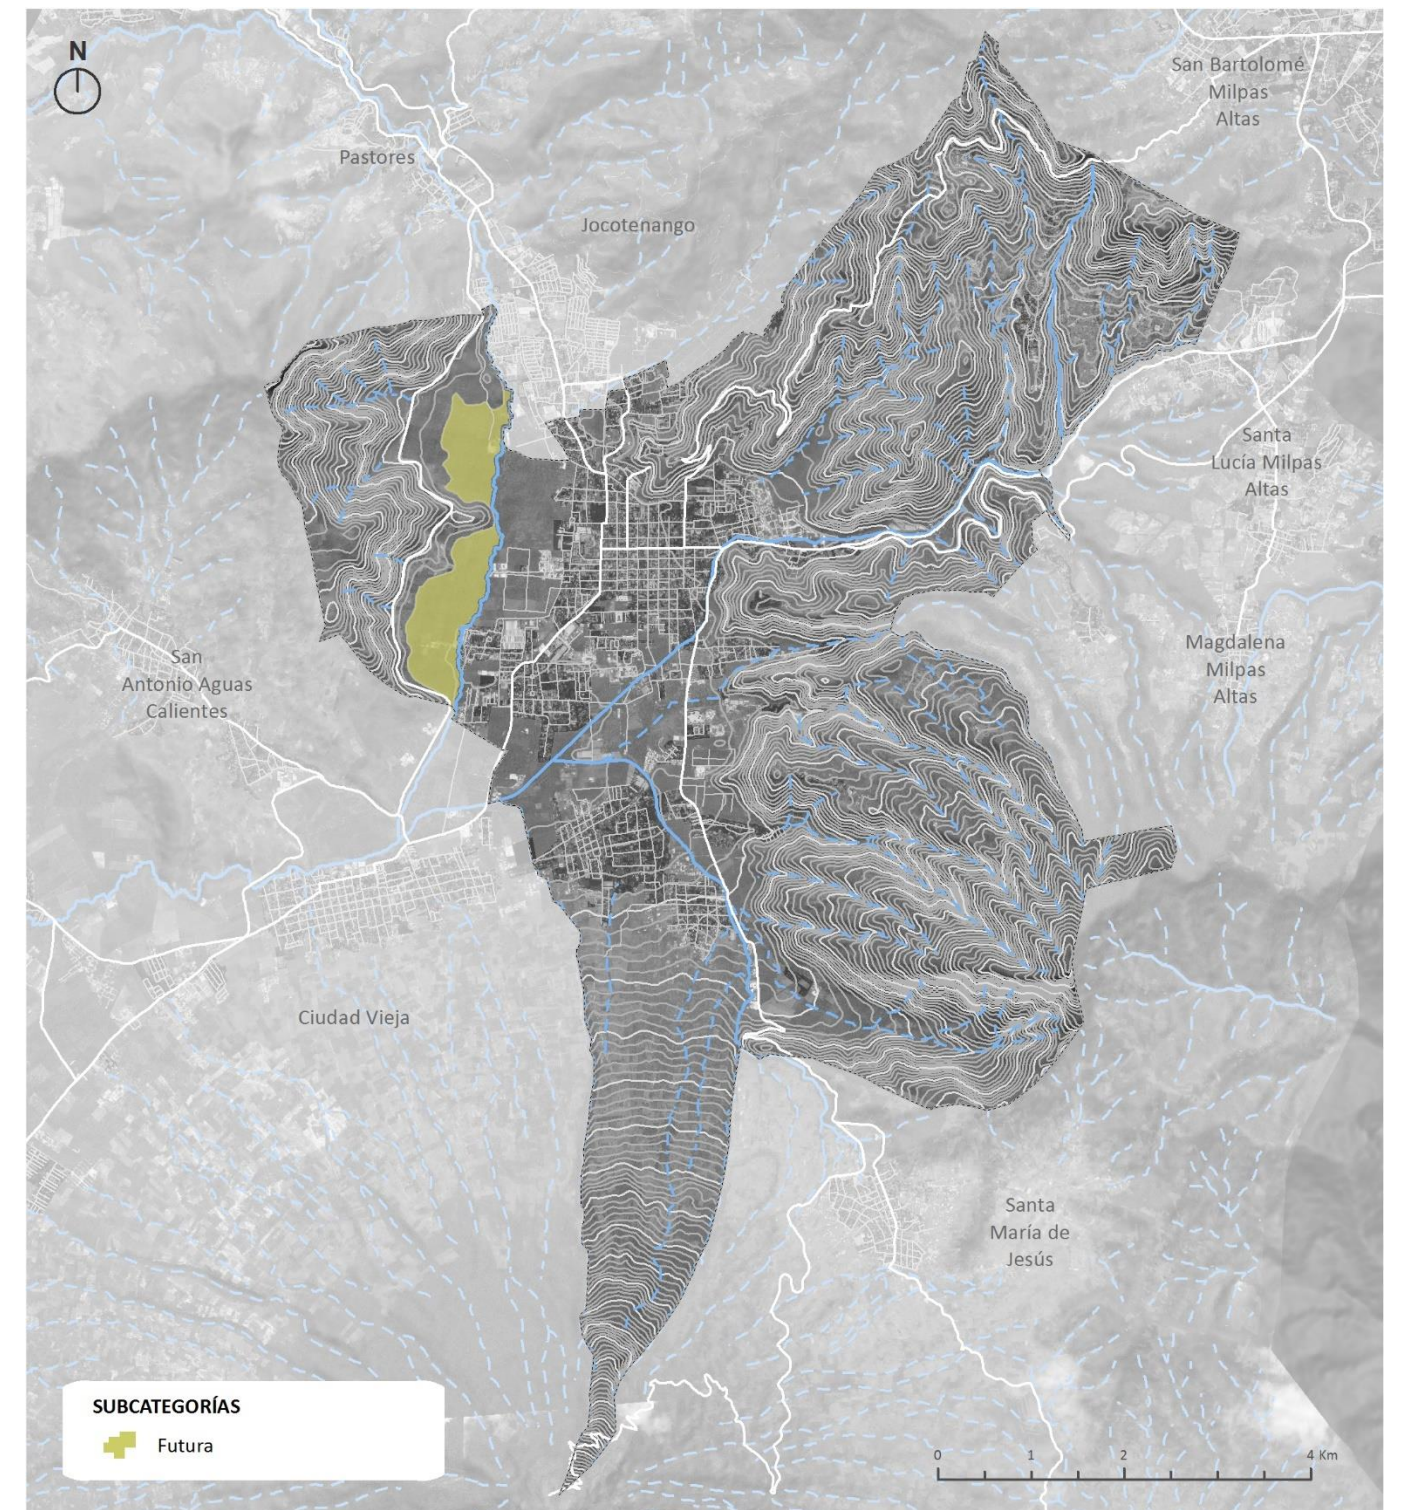 N
San Bartolomé
Milpas
Altas
Pastores
Jocotenango
Santa
Lucía Milpas
Altas
San
Antonio Aguas
Calientes
Magdalena
Milpas
Altas
Ciudad Vieja
Santa
María de
Jesús
SUBCATEGORÍAS
Futura
0 1 2 4 Km